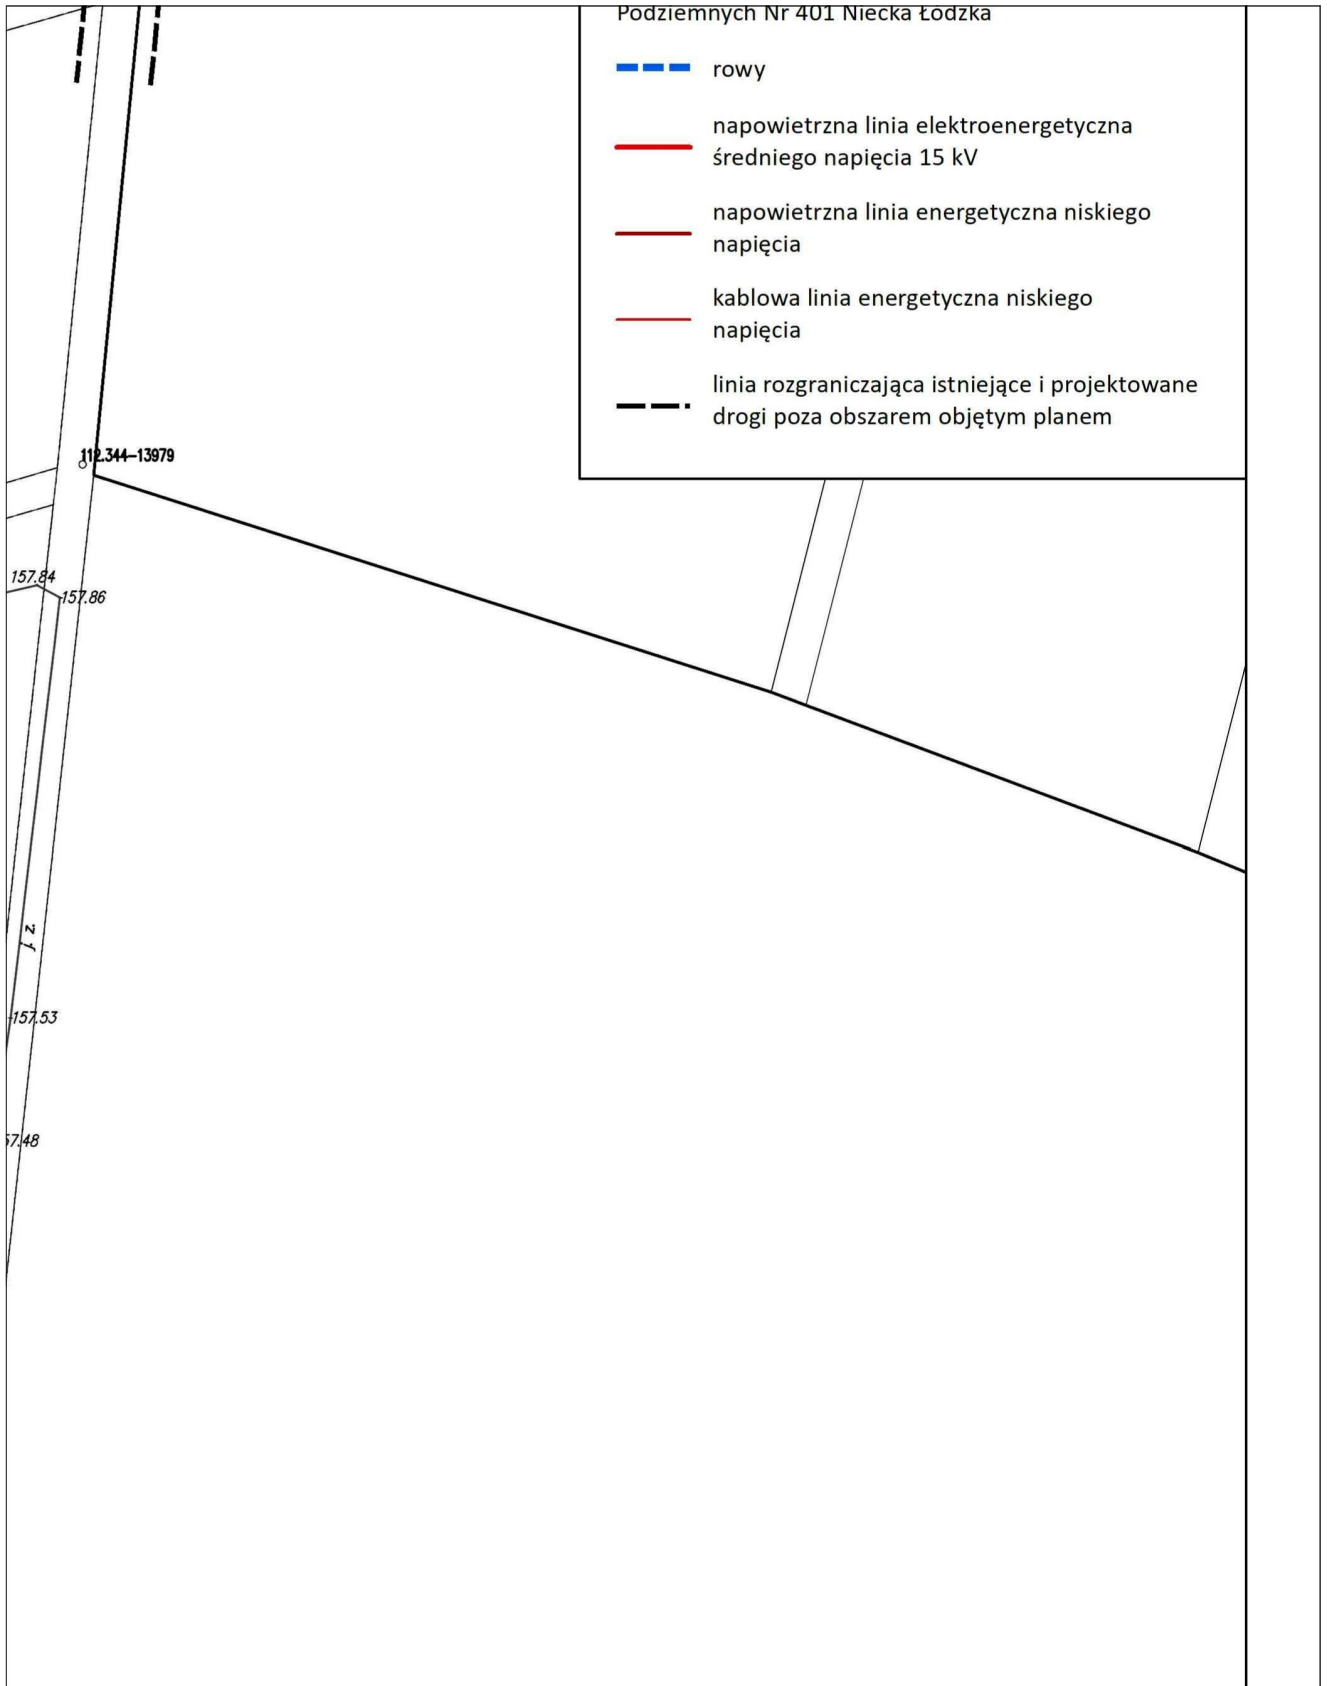 Podziemnych Nr 401 Niecka Łódzka
rowy
napowietrzna linia elektroenergetyczna
średniego napięcia 15 kV
napowietrzna linia energetyczna niskiego
napięcia
kablowa linia energetyczna niskiego
napięcia
linia rozgraniczająca istniejące i projektowane
drogi poza obszarem objętym planem
112.344-13979
157.84
157.86
j. z.
157.53
57.48